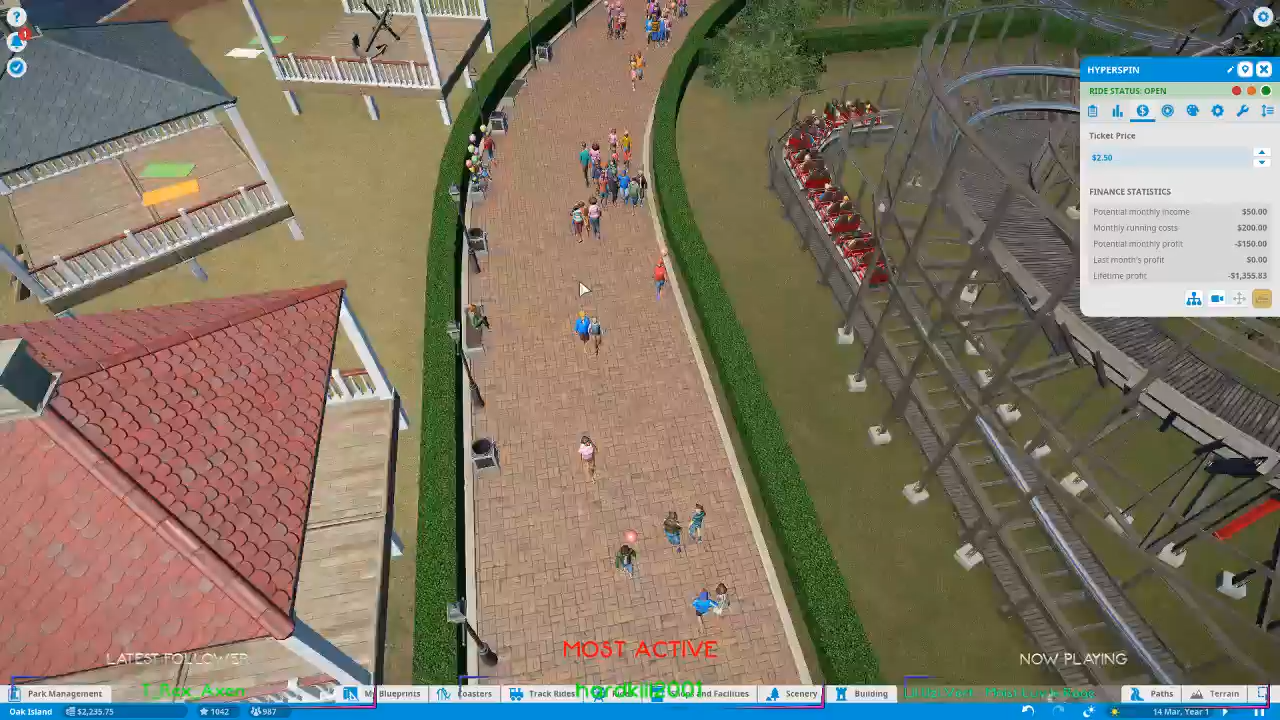 HYPERSPIN
RIDE STATUS: OPEN
Ticket Price
$2.50
FINANCE STATISTICS
Potential monthly income $50.00
Monthly running costs $200.00
Potential monthly profit -$150.00
Last month's profit $0.00
Lifetime profit -$1,355.83
LATEST FOLLOWER
MOST ACTIVE
NOW PLAYING
T_Rex_Axon
hardkill2001
Park Management
Blueprints
Coasters
Track Rides
Facilities
Scenery
Building
Paths
Terrain
Oak Island
$2,235.75
1042
987
14 Mar, Year 1